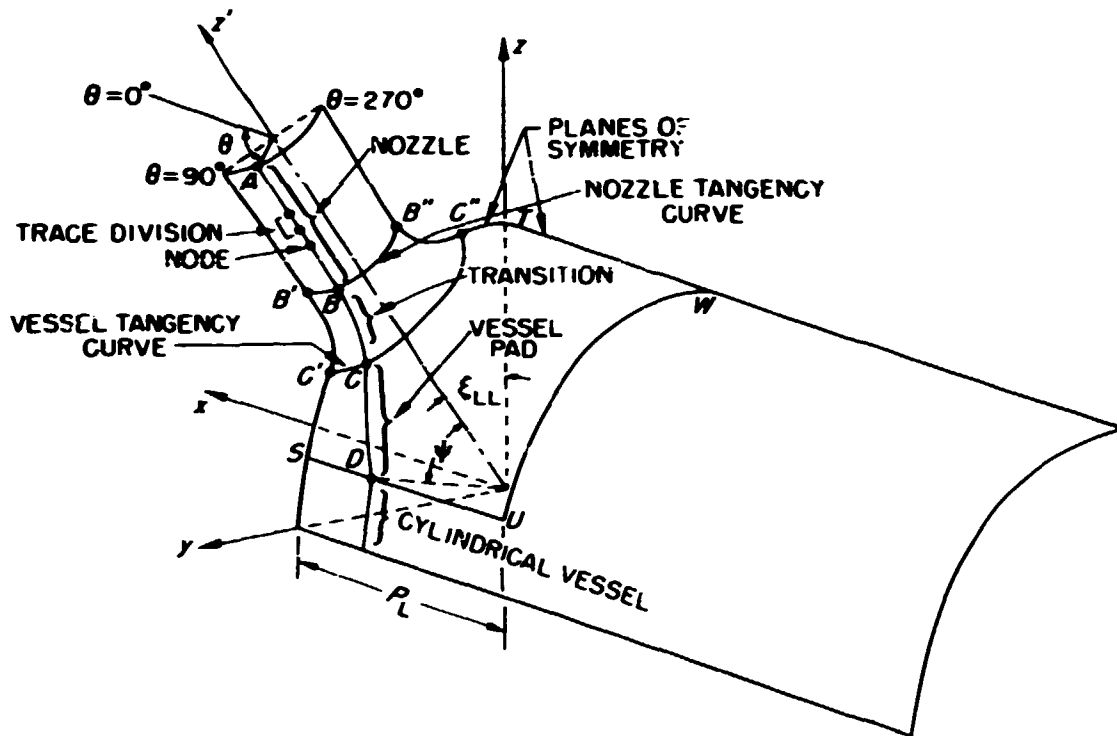 z'
z
θ=0°
θ=270°
θ
NOZZLE
PLANES OF
SYMMETRY
θ=90°
A
NOZZLE TANGENCY
CURVE
B"
C"
T
TRACE DIVISION
NODE
TRANSITION
B'
B
W
VESSEL TANGENCY
CURVE
VESSEL
PAD
C'
C
ξLL
x
ψ
S
D
U
y
CYLINDRICAL VESSEL
PL